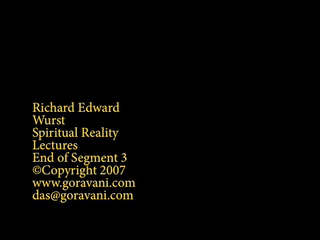 Richard Edward
Wurst
Spiritual Reality
Lectures
End of Segment 3
©Copyright 2007
www.goravani.com
das@goravani.com